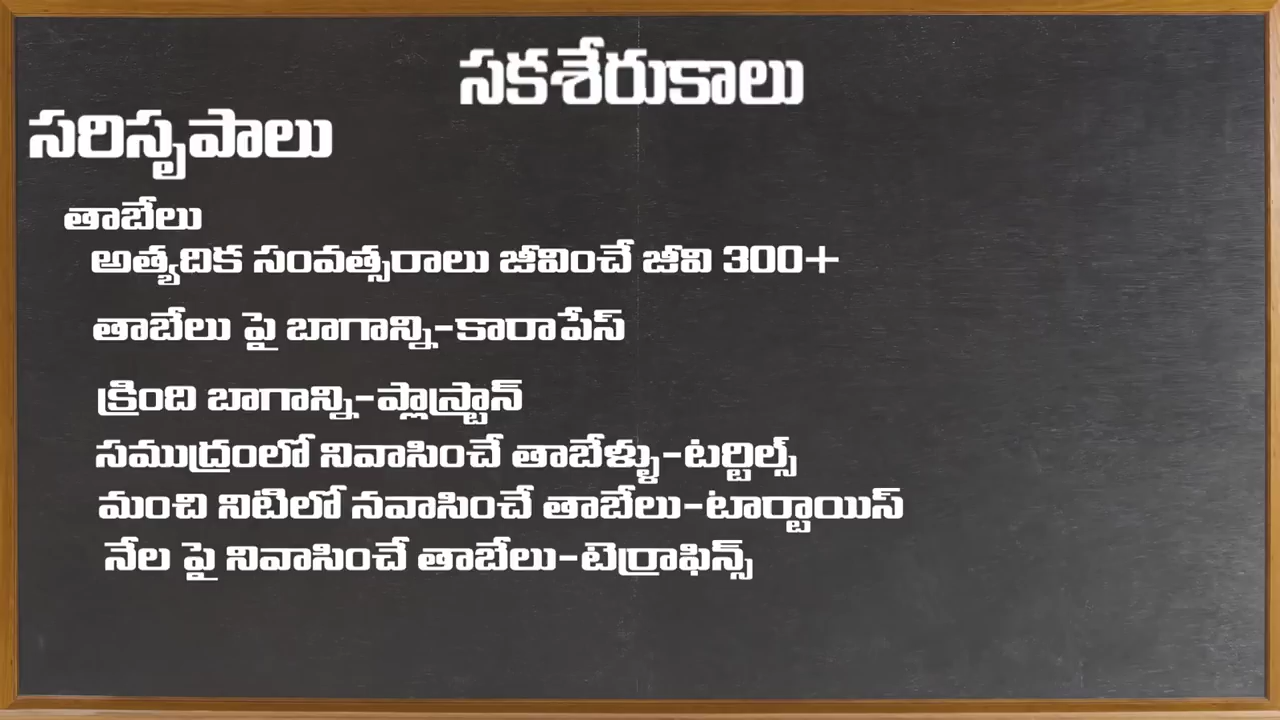 సకశేరుకాలు
సరిసృపాలు
తాబేలు
అత్యదిక సంవత్సరాలు జీవించే జీవి 300+
తాబేలు పై బాగాన్ని-కారాపేస్
క్రింది బాగాన్ని-ప్లాస్ట్రాన్
సముద్రంలో నివాసించే తాబేళ్ళు-టర్టిల్స్
మంచి నిటిలో నవాసించే తాబేలు-టార్టాయిస్
నేల పై నివాసించే తాబేలు-టెర్రాఫిన్స్